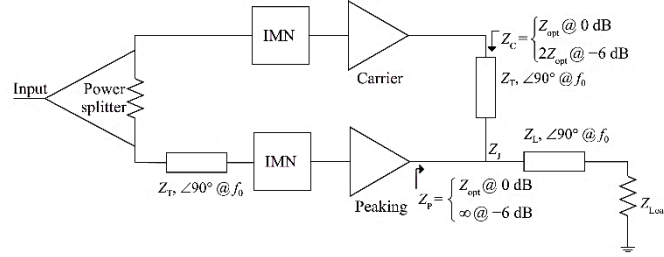 IMN
Carrier
Z_C = { Z_opt @ 0 dB
2Z_opt @ −6 dB
Z_T, ∠90° @ f_0
Input
Power
splitter
Z_T, ∠90° @ f_0
IMN
Peaking
Z_P = { Z_opt @ 0 dB
∞ @ −6 dB
Z_J
Z_L, ∠90° @ f_0
Z_Loa